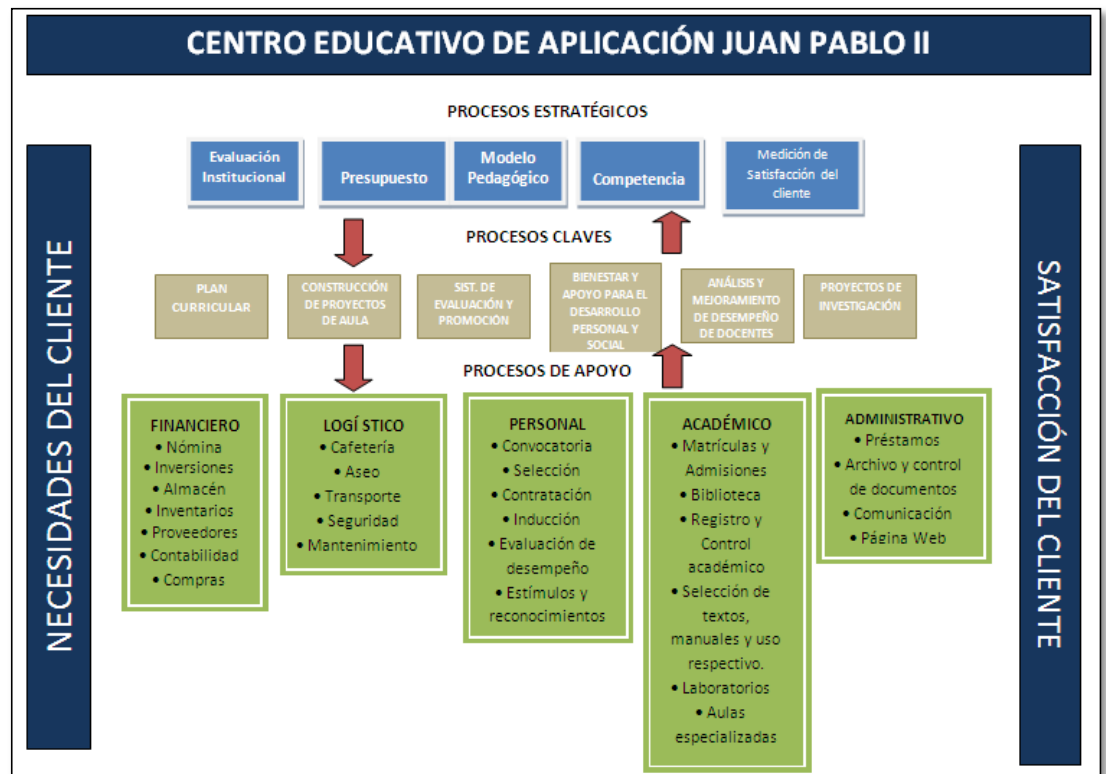 CENTRO EDUCATIVO DE APLICACIÓN JUAN PABLO II
NECESIDADES DEL CLIENTE
PROCESOS ESTRATÉGICOS
Evaluación
Institucional
Presupuesto
Modelo
Pedagógico
Competencia
Medición de
Satisfacción del
cliente
PROCESOS CLAVES
PLAN
CURRICULAR
CONSTRUCCIÓN
DE PROYECTOS
DE AULA
SIST. DE
EVALUACIÓN Y
PROMOCIÓN
BIENESTAR Y
APOYO PARA EL
DESARROLLO
PERSONAL Y
SOCIAL
ANÁLISIS Y
MEJORAMIENTO
DE DESEMPEÑO
DE DOCENTES
PROYECTOS DE
INVESTIGACIÓN
PROCESOS DE APOYO
FINANCIERO
• Nómina
• Inversiones
• Almacén
• Inventarios
• Proveedores
• Contabilidad
• Compras
LOGÍ STICO
• Cafetería
• Aseo
• Transporte
• Seguridad
• Mantenimiento
PERSONAL
• Convocatoria
• Selección
• Contratación
• Inducción
• Evaluación de
desempeño
• Estímulos y
reconocimientos
ACADÉMICO
• Matrículas y
Admisiones
• Biblioteca
• Registro y
Control
académico
• Selección de
textos,
manuales y uso
respectivo.
• Laboratorios
• Aulas
especializadas
ADMINISTRATIVO
• Préstamos
• Archivo y control
de documentos
• Comunicación
• Página Web
SATISFACCIÓN DEL CLIENTE